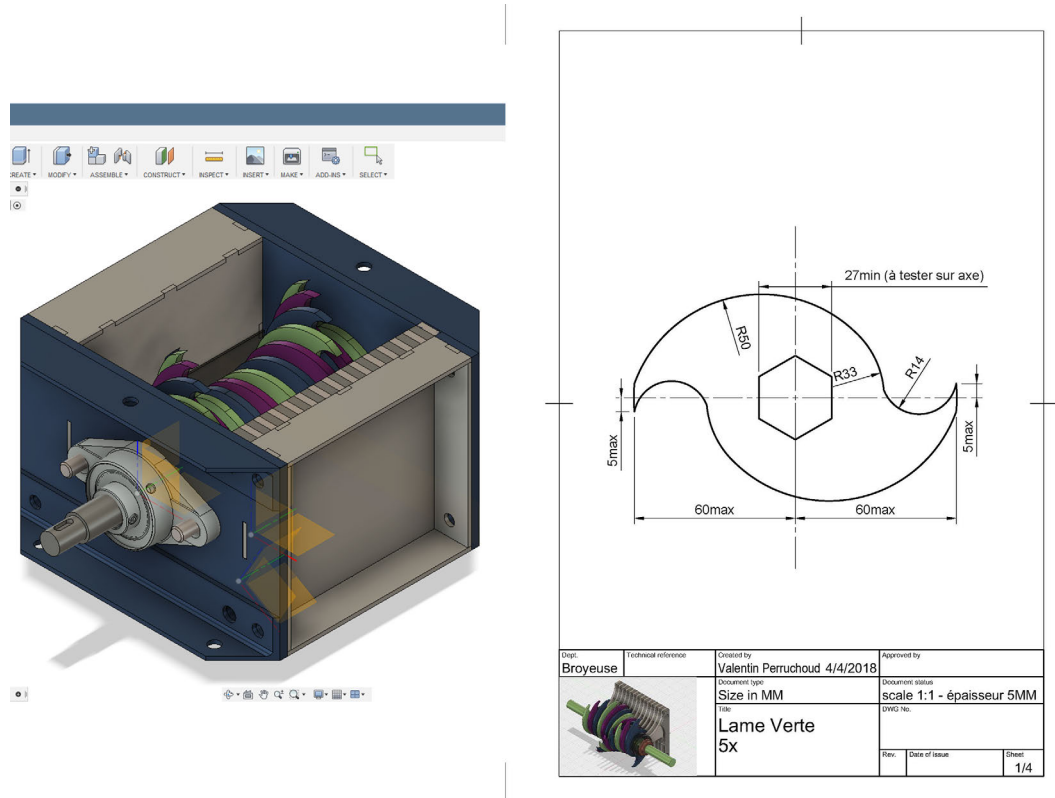 MODIFY
ASSEMBLE
CONSTRUCT
INSPECT
INSERT
MAKE
ADD-INS
SELECT
27min (à tester sur axe)
R50
R33
R14
5max
5max
60max
60max
Dept.
Broyeuse
Technical reference
Created by
Valentin Perruchoud 4/4/2018
Approved by
Document type
Size in MM
Document status
scale 1:1 - épaisseur 5MM
Title
Lame Verte
5x
DWG No.
Rev.
Date of issue
Sheet
1/4